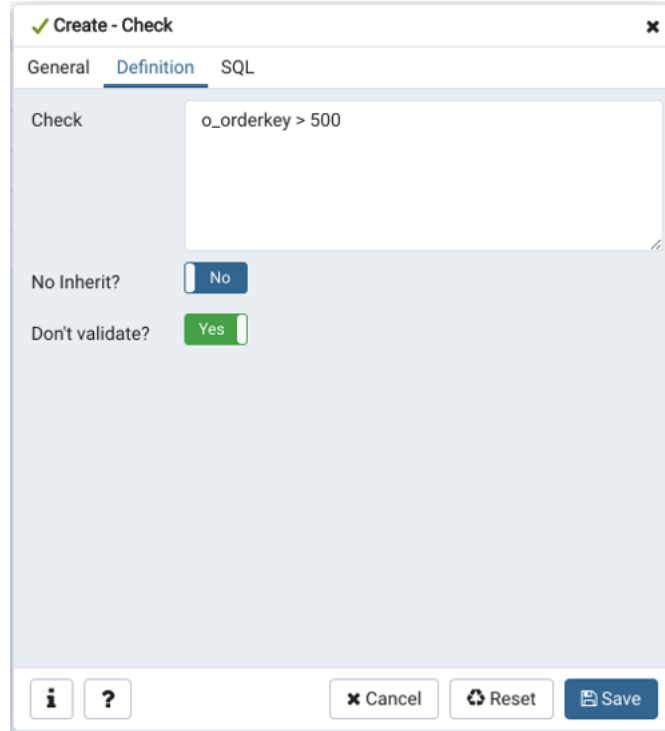 Create - Check
General Definition SQL
Check o_orderkey > 500
No Inherit? No
Don't validate? Yes
i ? Cancel Reset Save